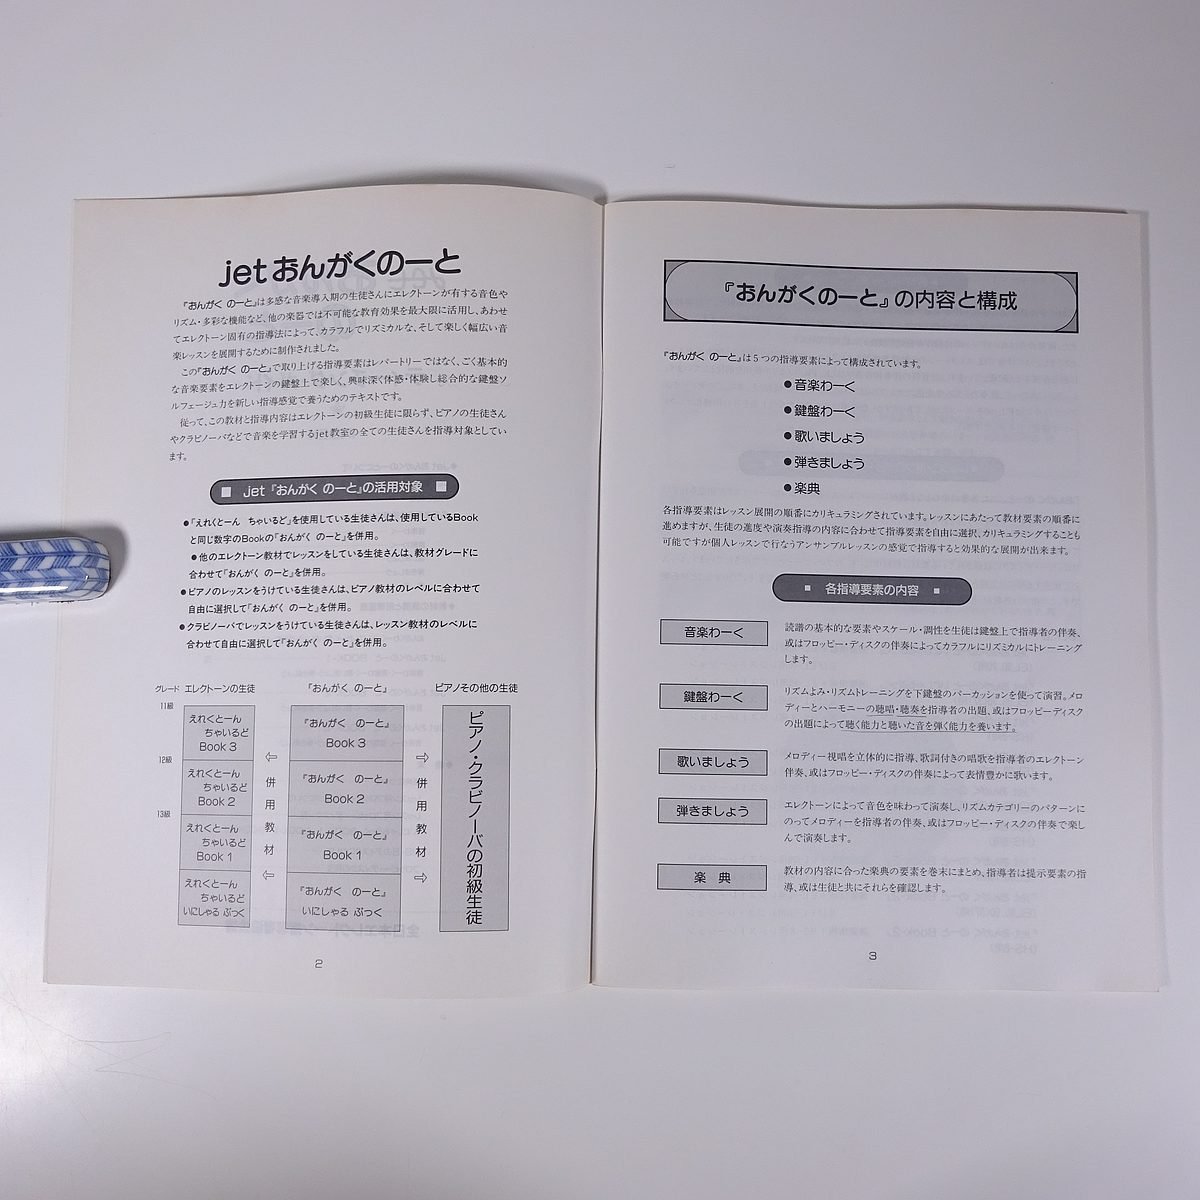 jetおんがくのーと
『おんがく のーと』は多感な音楽導入期の生徒さんにエレクトーンが有する音色や
リズム・多彩な機能など、他の楽器では不可能な教育効果を最大限に活用し、あわせ
てエレクトーン固有の指導法によって、カラフルでリズミカルな、そして楽しく幅広い音
楽レッスンを展開するために制作されました。
この『おんがく のーと』で取り上げる指導要素はレパートリーではなく、ごく基本的
な音楽要素をエレクトーンの鍵盤上で楽しく、興味深く体感・体験し総合的な鍵盤ソ
ルフェージュ力を新しい指導感覚で養うためのテキストです。
従って、この教材と指導内容はエレクトーンの初級生徒に限らず、ピアノの生徒さん
やクラビノーバなどで音楽を学習するjet教室の全ての生徒さんを指導対象としてい
ます。
■ jet『おんがく のーと』の活用対象 ■
●「えれくとーん ちゃいるど」を使用している生徒さんは、使用しているBook
と同じ数字のBookの「おんがく のーと」を併用。
●他のエレクトーン教材でレッスンをしている生徒さんは、教材グレードに
合わせて「おんがく のーと」を併用。
●ピアノのレッスンをうけている生徒さんは、ピアノ教材のレベルに合わせて
自由に選択して「おんがく のーと」を併用。
●クラビノーバでレッスンをうけている生徒さんは、レッスン教材のレベルに
合わせて自由に選択して「おんがく のーと」を併用。
グレード エレクトーンの生徒 『おんがく のーと』 ピアノその他の生徒
11級
えれくとーん
ちゃいるど
Book 3
12級
えれくとーん
ちゃいるど
Book 2
13級
えれくとーん
ちゃいるど
Book 1
えれくとーん
ちゃいるど
いにしゃる ぶっく
⇦併用教材⇦
『おんがく のーと』
Book 3
『おんがく のーと』
Book 2
『おんがく のーと』
Book 1
『おんがく のーと』
いにしゃる ぶっく
⇨併用教材⇨
ピアノ・クラビノーバの初級生徒
2
『おんがくのーと』の内容と構成
『おんがく のーと』は5つの指導要素によって構成されています。
●音楽わーく
●鍵盤わーく
●歌いましょう
●弾きましょう
●楽典
各指導要素はレッスン展開の順番にカリキュラミングされています。レッスンにあたって教材要素の順番に
進めますが、生徒の進度や演奏指導の内容に合わせて指導要素を自由に選択、カリキュラミングすることも
可能ですが個人レッスンで行なうアンサンブルレッスンの感覚で指導すると効果的な展開が出来ます。
■ 各指導要素の内容 ■
音楽わーく
読譜の基本的な要素やスケール・調性を生徒は鍵盤上で指導者の伴奏、
或はフロッピー・ディスクの伴奏によってカラフルにリズミカルにトレーニング
します。
鍵盤わーく
リズムよみ・リズムトレーニングを下鍵盤のパーカッションを使って演習。メロ
ディーとハーモニーの聴唱・聴奏を指導者の出題、或はフロッピーディスク
の出題によって聴く能力と聴いた音を弾く能力を養います。
歌いましょう
メロディー視唱を立体的に指導、歌詞付きの唱歌を指導者のエレクトーン
伴奏、或はフロッピー・ディスクの伴奏によって表情豊かに歌います。
弾きましょう
エレクトーンによって音色を味わって演奏し、リズムカテゴリーのパターンに
のってメロディーを指導者の伴奏、或はフロッピー・ディスクの伴奏で楽し
んで演奏します。
楽 典
教材の内容に合った楽典の要素を巻末にまとめ、指導者は提示要素の指
導、或は生徒と共にそれらを確認します。
3